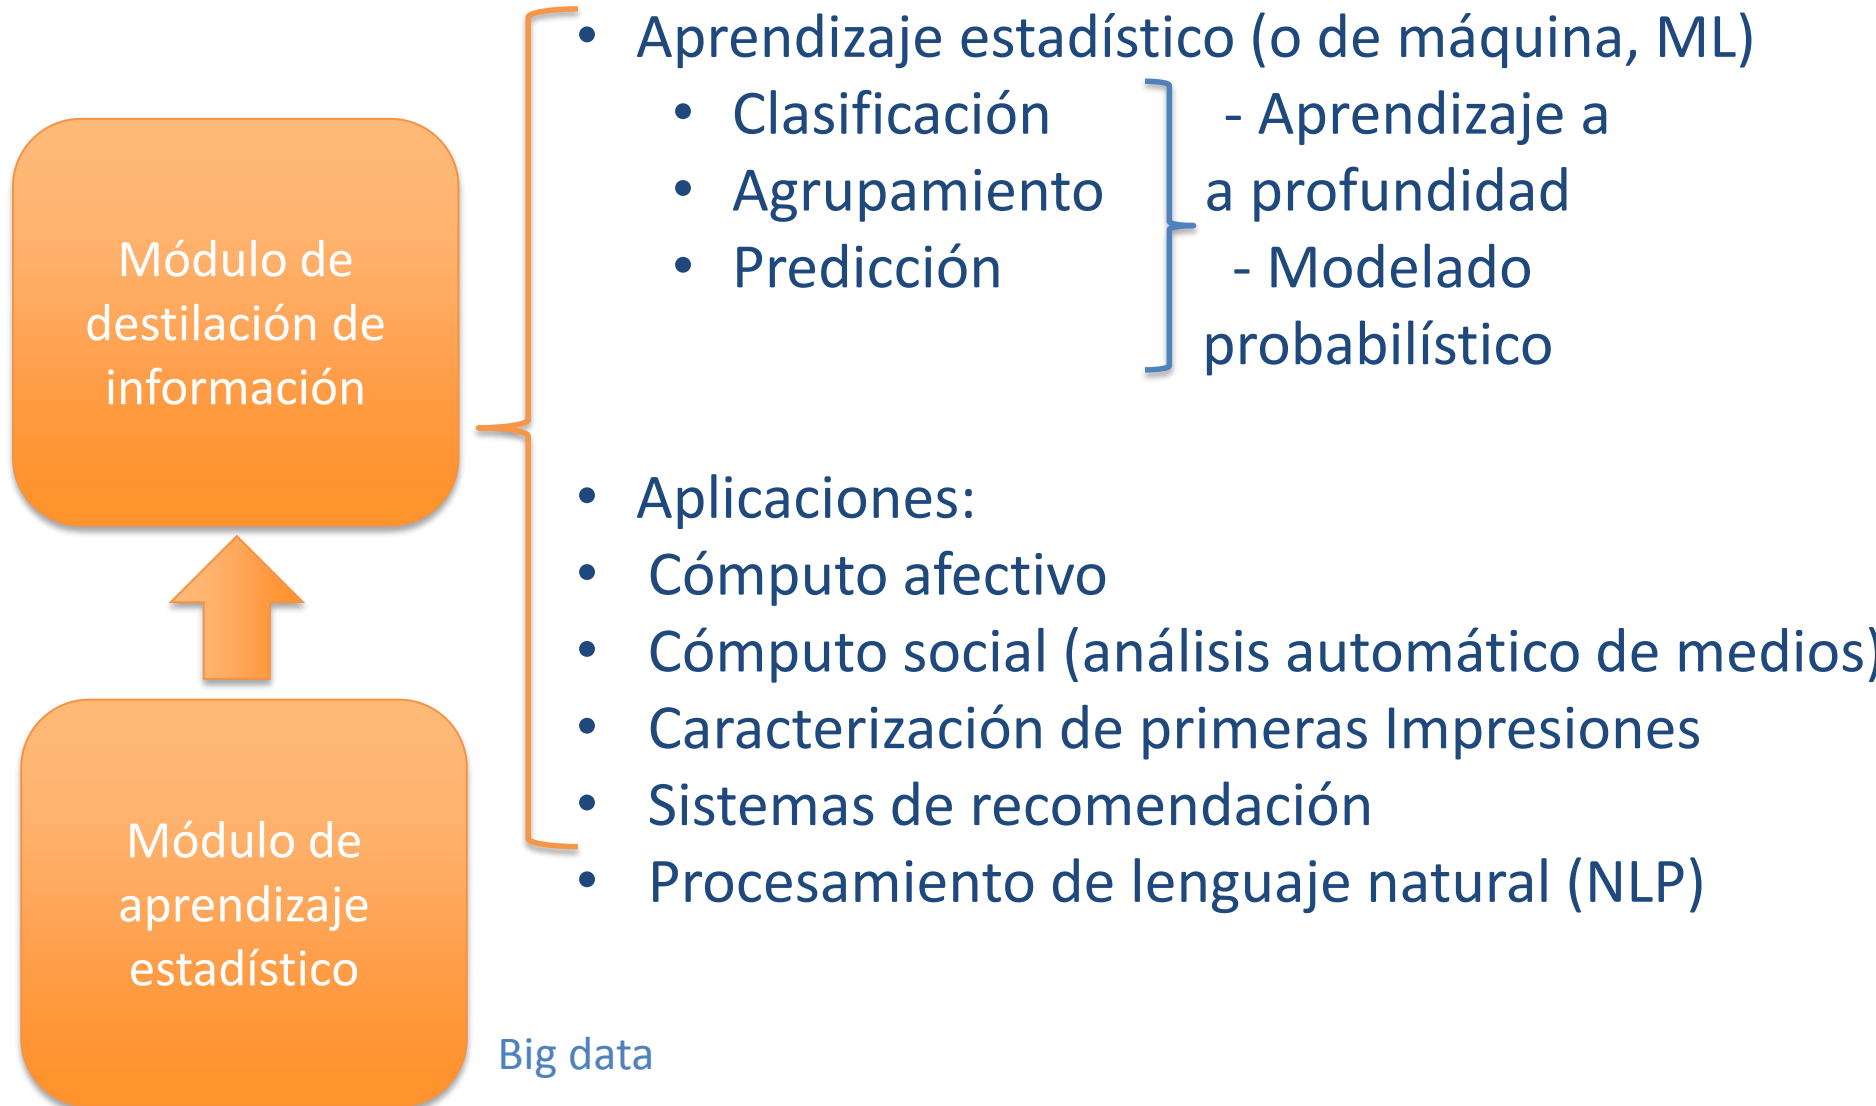 Módulo de
destilación de
información
Módulo de
aprendizaje
estadístico
• Aprendizaje estadístico (o de máquina, ML)
• Clasificación
• Agrupamiento
• Predicción
- Aprendizaje a
a profundidad
- Modelado
probabilístico
• Aplicaciones:
• Cómputo afectivo
• Cómputo social (análisis automático de medios)
• Caracterización de primeras Impresiones
• Sistemas de recomendación
• Procesamiento de lenguaje natural (NLP)
Big data